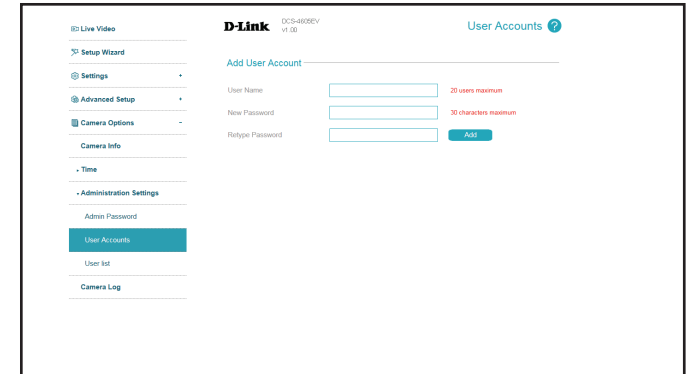 Live Video
Setup Wizard
Settings +
Advanced Setup +
Camera Options -
Camera Info
Time
Administration Settings
Admin Password
User Accounts
User list
Camera Log
D-Link DCS-4605EV
v1.00
User Accounts ?
Add User Account
User Name 20 users maximum
New Password 30 characters maximum
Retype Password Add